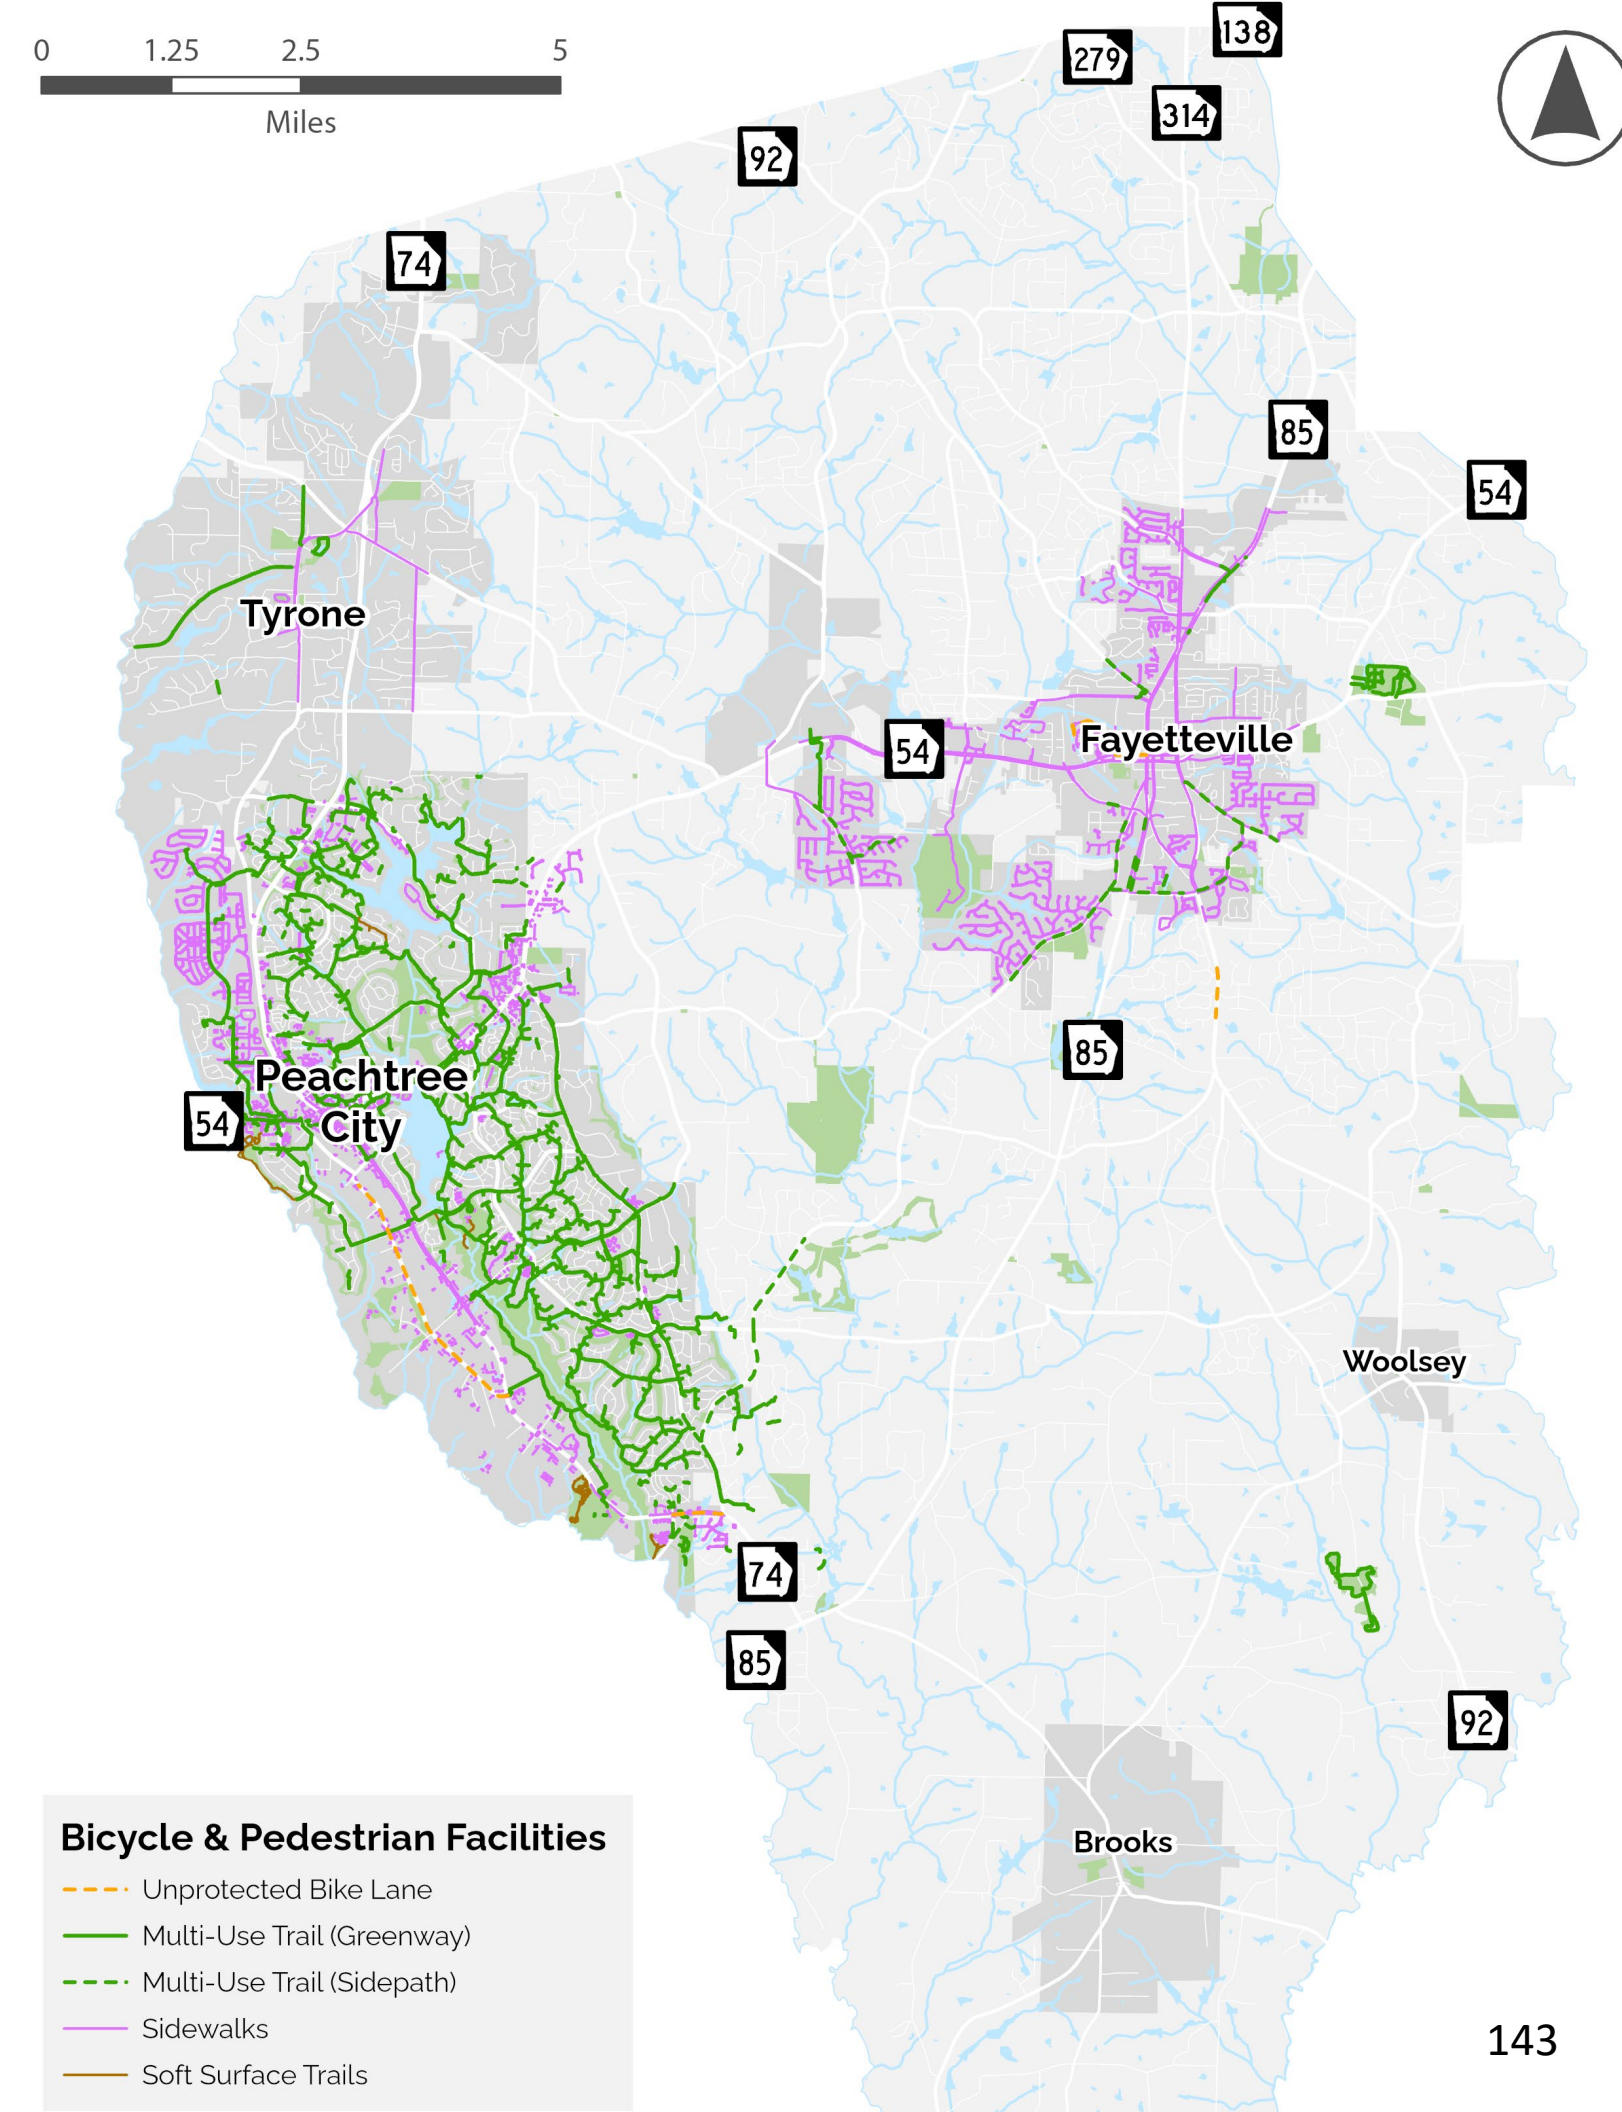 0 1.25 2.5 5
Miles
138
279
314
92
74
85
54
Tyrone
54
Fayetteville
85
Peachtree
City
54
Woolsey
74
85
92
Brooks
Bicycle & Pedestrian Facilities
Unprotected Bike Lane
Multi-Use Trail (Greenway)
Multi-Use Trail (Sidepath)
Sidewalks
Soft Surface Trails
143